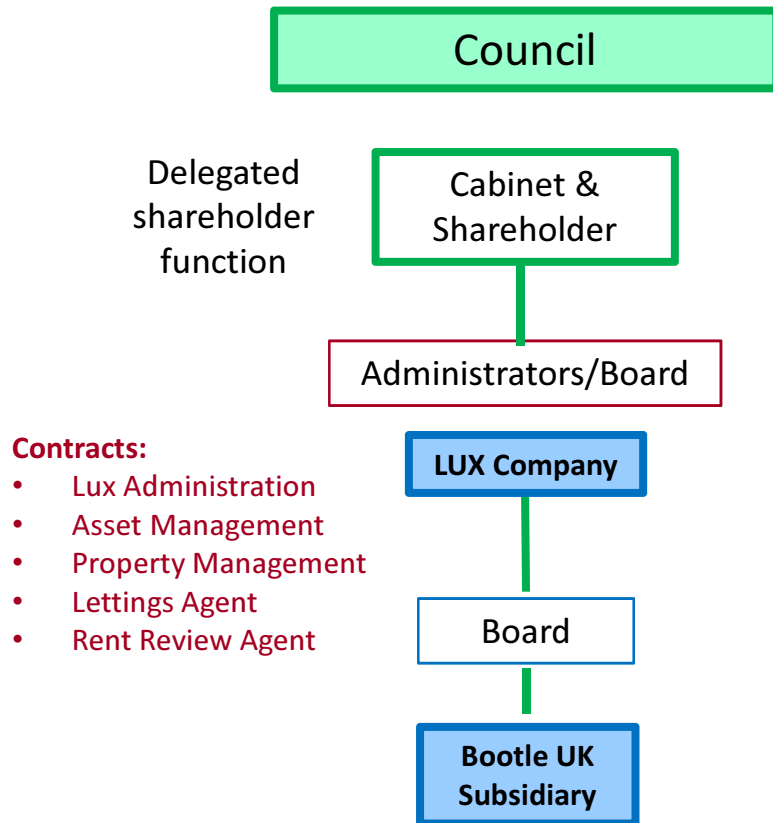 Council
Delegated
shareholder
function
Cabinet &
Shareholder
Administrators/Board
Contracts:
• Lux Administration
• Asset Management
• Property Management
• Lettings Agent
• Rent Review Agent
LUX Company
Board
Bootle UK
Subsidiary